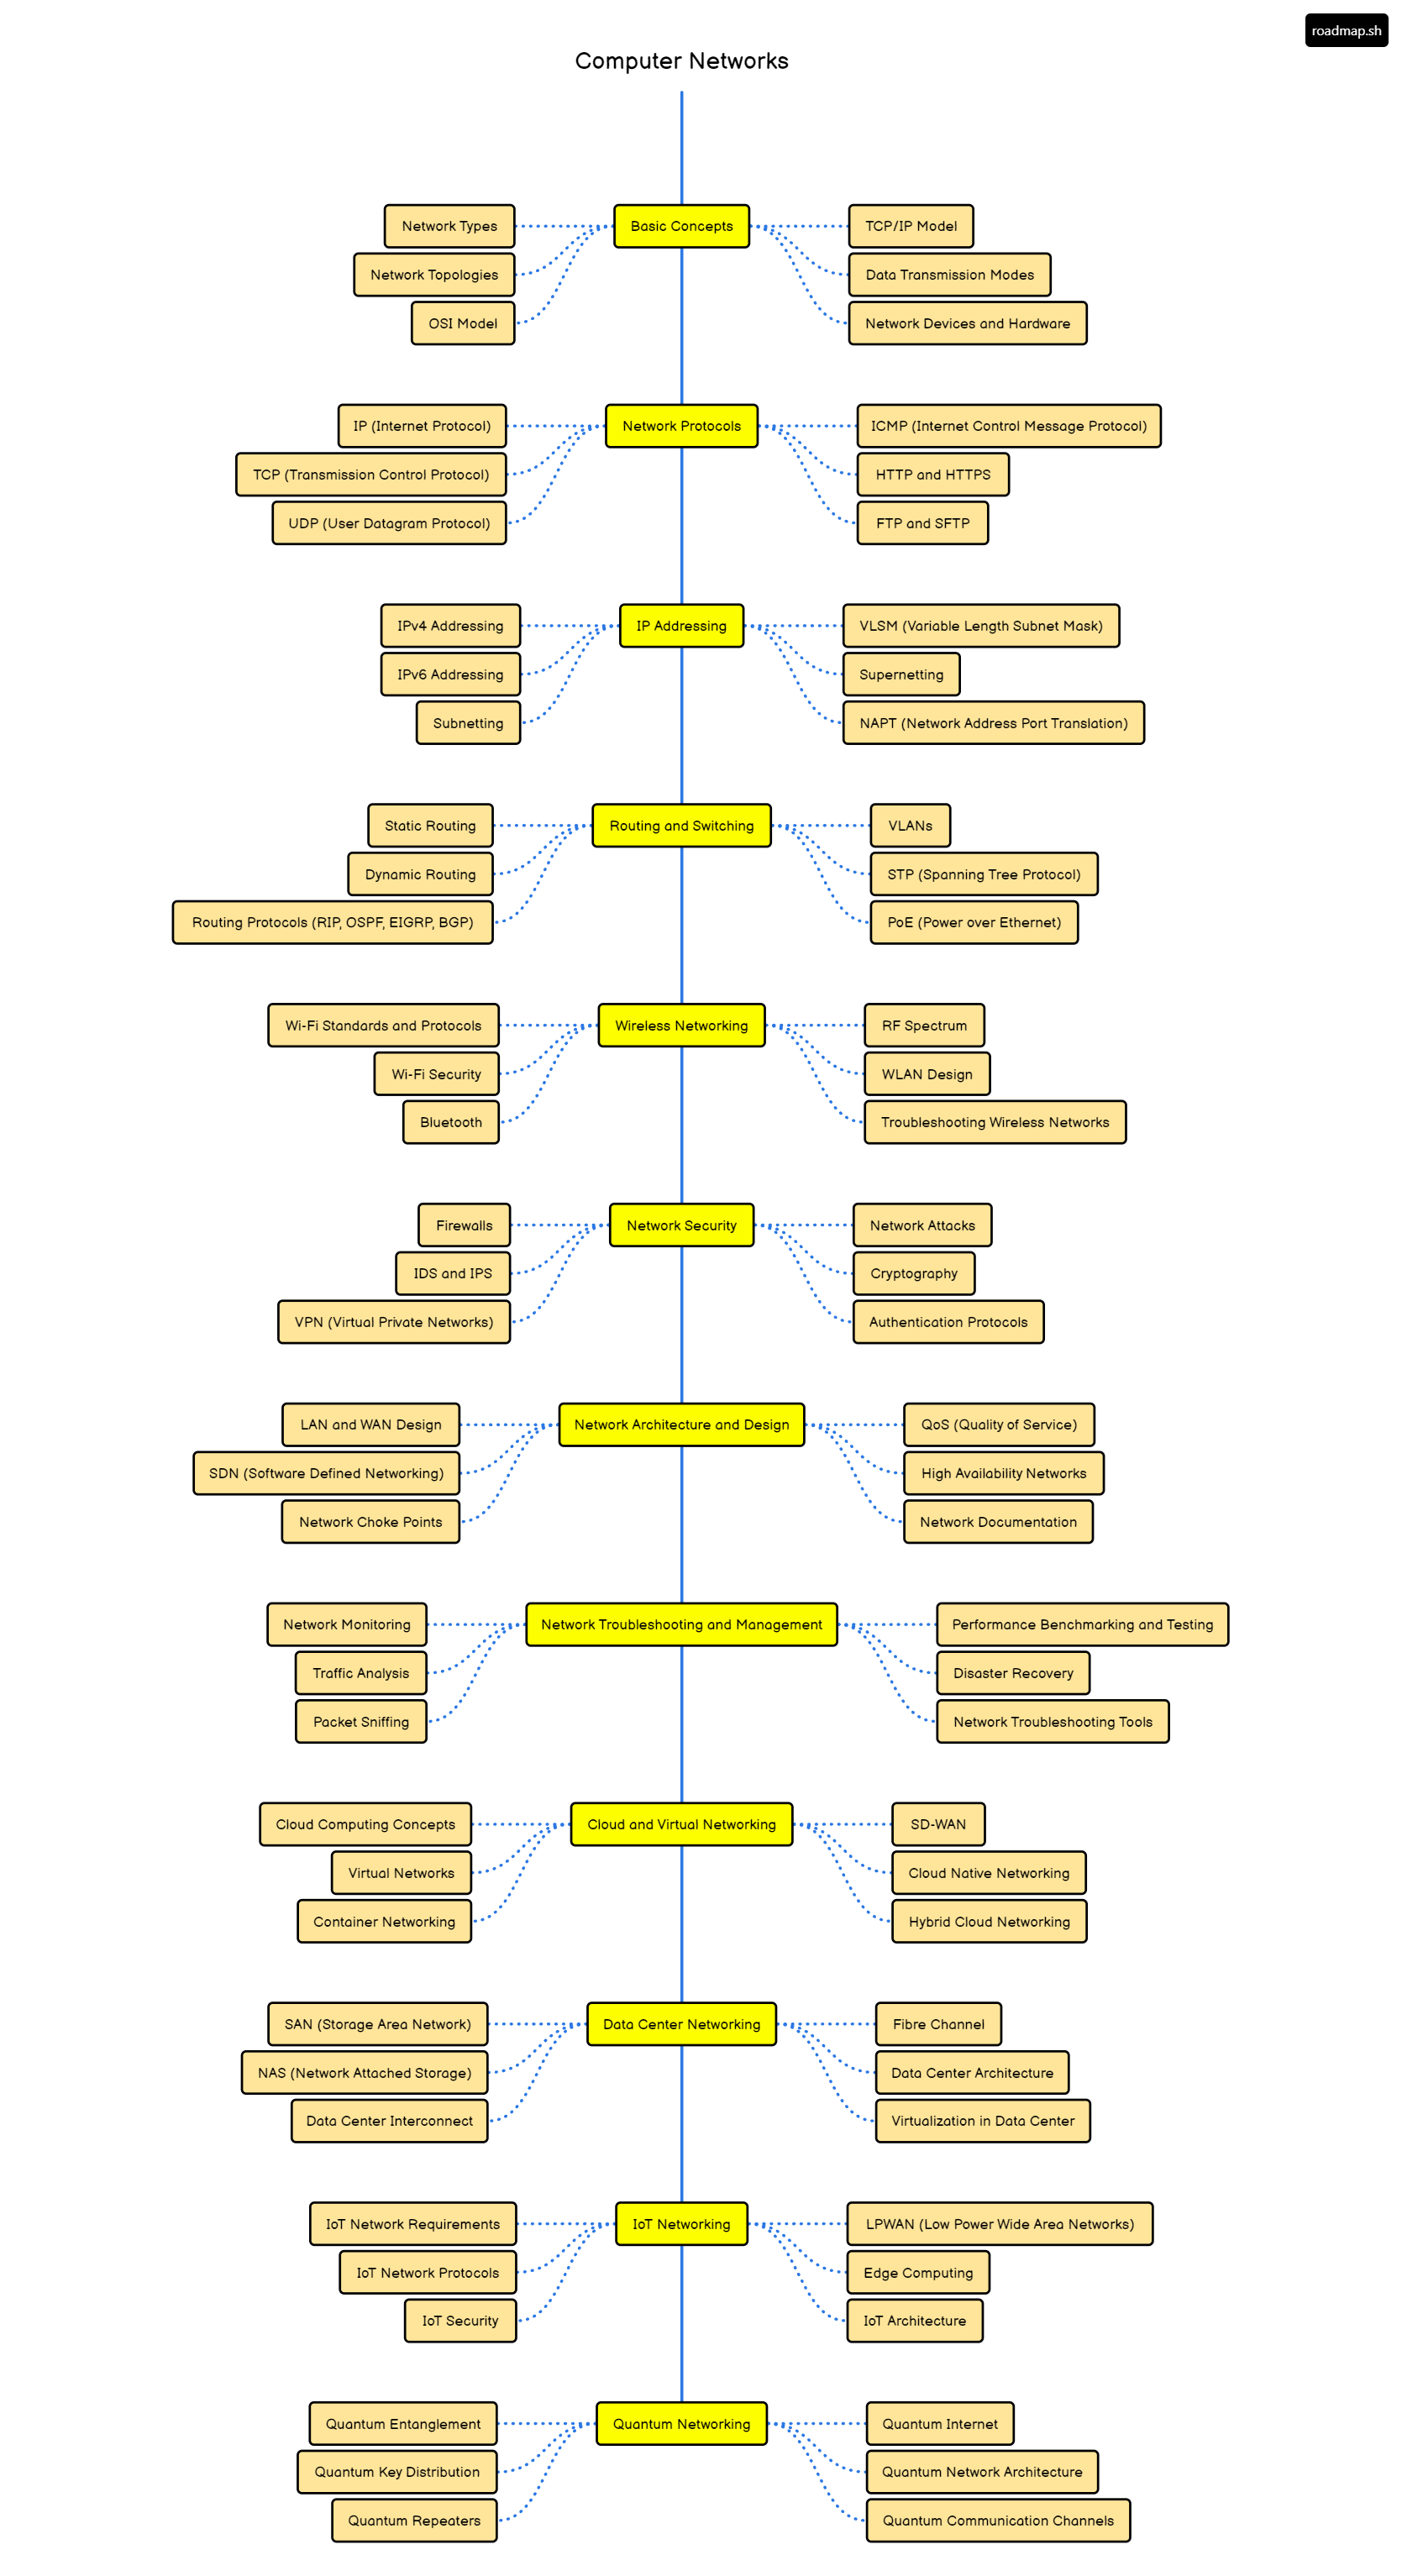 roadmap.sh
Computer Networks
Basic Concepts
Network Types
Network Topologies
OSI Model
TCP/IP Model
Data Transmission Modes
Network Devices and Hardware
Network Protocols
IP (Internet Protocol)
TCP (Transmission Control Protocol)
UDP (User Datagram Protocol)
ICMP (Internet Control Message Protocol)
HTTP and HTTPS
FTP and SFTP
IP Addressing
IPv4 Addressing
IPv6 Addressing
Subnetting
VLSM (Variable Length Subnet Mask)
Supernetting
NAPT (Network Address Port Translation)
Routing and Switching
Static Routing
Dynamic Routing
Routing Protocols (RIP, OSPF, EIGRP, BGP)
VLANs
STP (Spanning Tree Protocol)
PoE (Power over Ethernet)
Wireless Networking
Wi-Fi Standards and Protocols
Wi-Fi Security
Bluetooth
RF Spectrum
WLAN Design
Troubleshooting Wireless Networks
Network Security
Firewalls
IDS and IPS
VPN (Virtual Private Networks)
Network Attacks
Cryptography
Authentication Protocols
Network Architecture and Design
LAN and WAN Design
SDN (Software Defined Networking)
Network Choke Points
QoS (Quality of Service)
High Availability Networks
Network Documentation
Network Troubleshooting and Management
Network Monitoring
Traffic Analysis
Packet Sniffing
Performance Benchmarking and Testing
Disaster Recovery
Network Troubleshooting Tools
Cloud and Virtual Networking
Cloud Computing Concepts
Virtual Networks
Container Networking
SD-WAN
Cloud Native Networking
Hybrid Cloud Networking
Data Center Networking
SAN (Storage Area Network)
NAS (Network Attached Storage)
Data Center Interconnect
Fibre Channel
Data Center Architecture
Virtualization in Data Center
IoT Networking
IoT Network Requirements
IoT Network Protocols
IoT Security
LPWAN (Low Power Wide Area Networks)
Edge Computing
IoT Architecture
Quantum Networking
Quantum Entanglement
Quantum Key Distribution
Quantum Repeaters
Quantum Internet
Quantum Network Architecture
Quantum Communication Channels